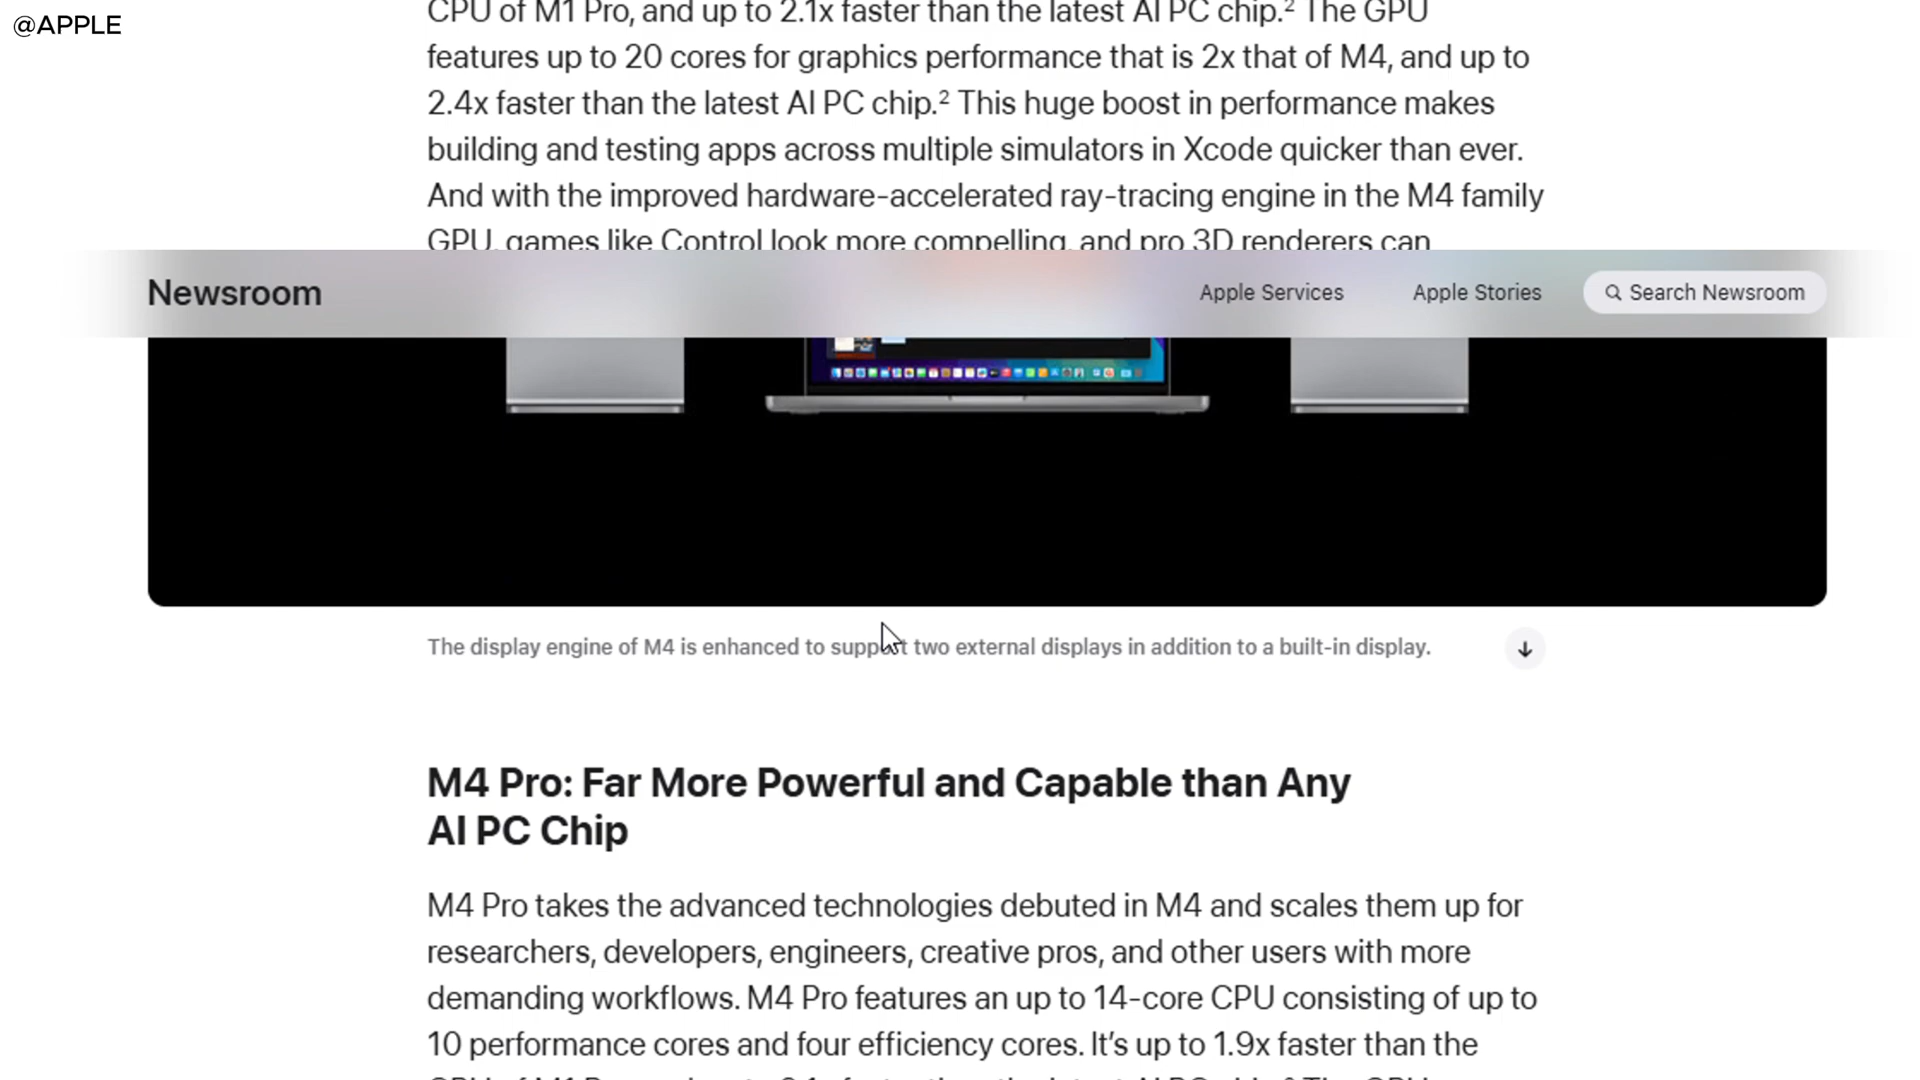 @APPLE
CPU of M1 Pro, and up to 2.1x faster than the latest AI PC chip.² The GPU
features up to 20 cores for graphics performance that is 2x that of M4, and up to
2.4x faster than the latest AI PC chip.² This huge boost in performance makes
building and testing apps across multiple simulators in Xcode quicker than ever.
And with the improved hardware-accelerated ray-tracing engine in the M4 family
GPU, games like Control look more compelling, and pro 3D renderers can
Newsroom
Apple Services
Apple Stories
Search Newsroom
The display engine of M4 is enhanced to support two external displays in addition to a built-in display.
M4 Pro: Far More Powerful and Capable than Any
AI PC Chip
M4 Pro takes the advanced technologies debuted in M4 and scales them up for
researchers, developers, engineers, creative pros, and other users with more
demanding workflows. M4 Pro features an up to 14-core CPU consisting of up to
10 performance cores and four efficiency cores. It’s up to 1.9x faster than the